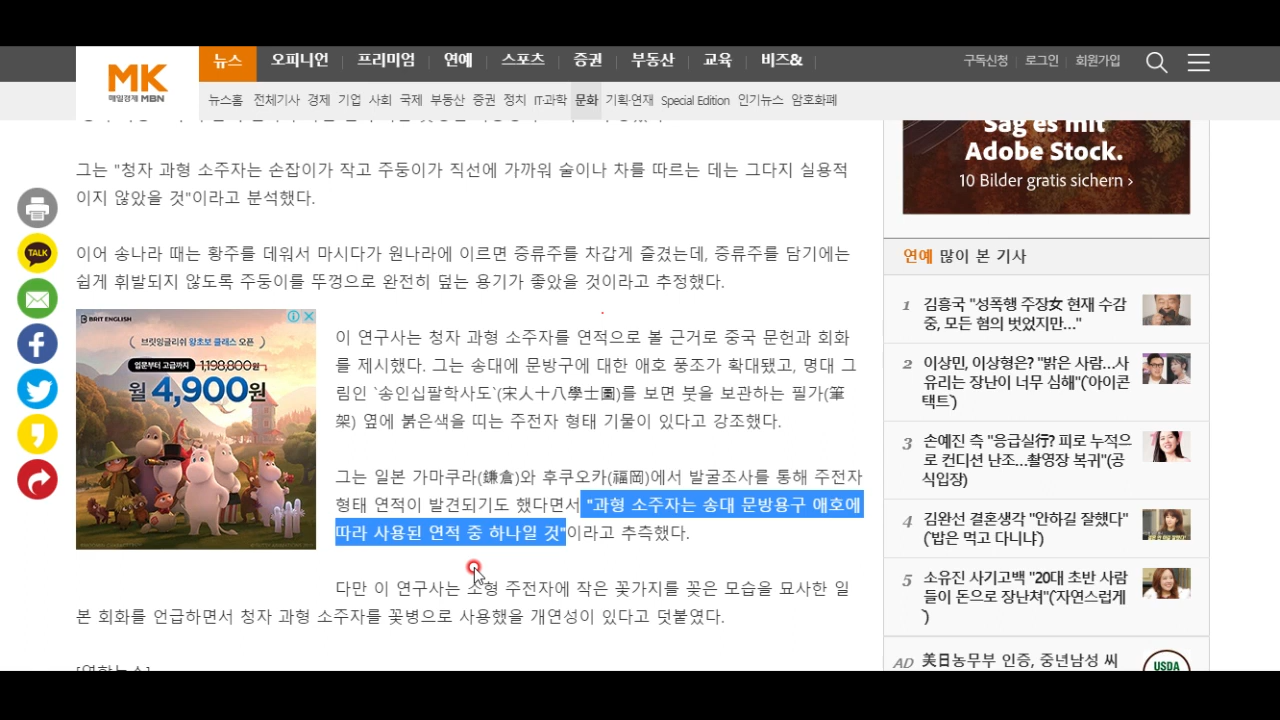 뉴스
오피니언
프리미엄
연예
스포츠
증권
부동산
교육
비즈&
구독신청
로그인
회원가입
MK
매일경제 MBN
뉴스홈 전체기사 경제 기업 사회 국제 부동산 증권 정치 IT·과학 문화 기획·연재 Special Edition 인기뉴스 암호화폐
그는 "청자 과형 소주자는 손잡이가 작고 주둥이가 직선에 가까워 술이나 차를 따르는 데는 그다지 실용적
이지 않았을 것"이라고 분석했다.
이어 송나라 때는 황주를 데워서 마시다가 원나라에 이르면 증류주를 차갑게 즐겼는데, 증류주를 담기에는
쉽게 휘발되지 않도록 주둥이를 뚜껑으로 완전히 덮는 용기가 좋았을 것이라고 추정했다.
이 연구사는 청자 과형 소주자를 연적으로 볼 근거로 중국 문헌과 회화
를 제시했다. 그는 송대에 문방구에 대한 애호 풍조가 확대됐고, 명대 그
림인 `송인십팔학사도`(宋人十八學士圖)를 보면 붓을 보관하는 필가(筆
架) 옆에 붉은색을 띠는 주전자 형태 기물이 있다고 강조했다.
그는 일본 가마쿠라(鎌倉)와 후쿠오카(福岡)에서 발굴조사를 통해 주전자
형태 연적이 발견되기도 했다면서 "과형 소주자는 송대 문방용구 애호에
따라 사용된 연적 중 하나일 것"이라고 추측했다.
다만 이 연구사는 소형 주전자에 작은 꽃가지를 꽂은 모습을 묘사한 일
본 회화를 언급하면서 청자 과형 소주자를 꽃병으로 사용했을 개연성이 있다고 덧붙였다.
TALK
BRIT ENGLISH
브릿잉글리쉬 왕초보 클래스 오픈
입문부터 고급까지 1,198,800원
월 4,900원
Sag es mit
Adobe Stock.
10 Bilder gratis sichern ›
연예 많이 본 기사
1 김흥국 "성폭행 주장女 현재 수감
중, 모든 혐의 벗었지만…"
2 이상민, 이상형은? "밝은 사람…사
유리는 장난이 너무 심해"(`아이콘
택트`)
3 손예진 측 "응급실行? 피로 누적으
로 컨디션 난조…촬영장 복귀"(공
식입장)
4 김완선 결혼생각 "안하길 잘했다"
(`밥은 먹고 다니냐`)
5 소유진 사기고백 "20대 초반 사람
들이 돈으로 장난쳐"(`자연스럽게`
)
AD 美日농무부 인증, 중년남성 씨
USDA